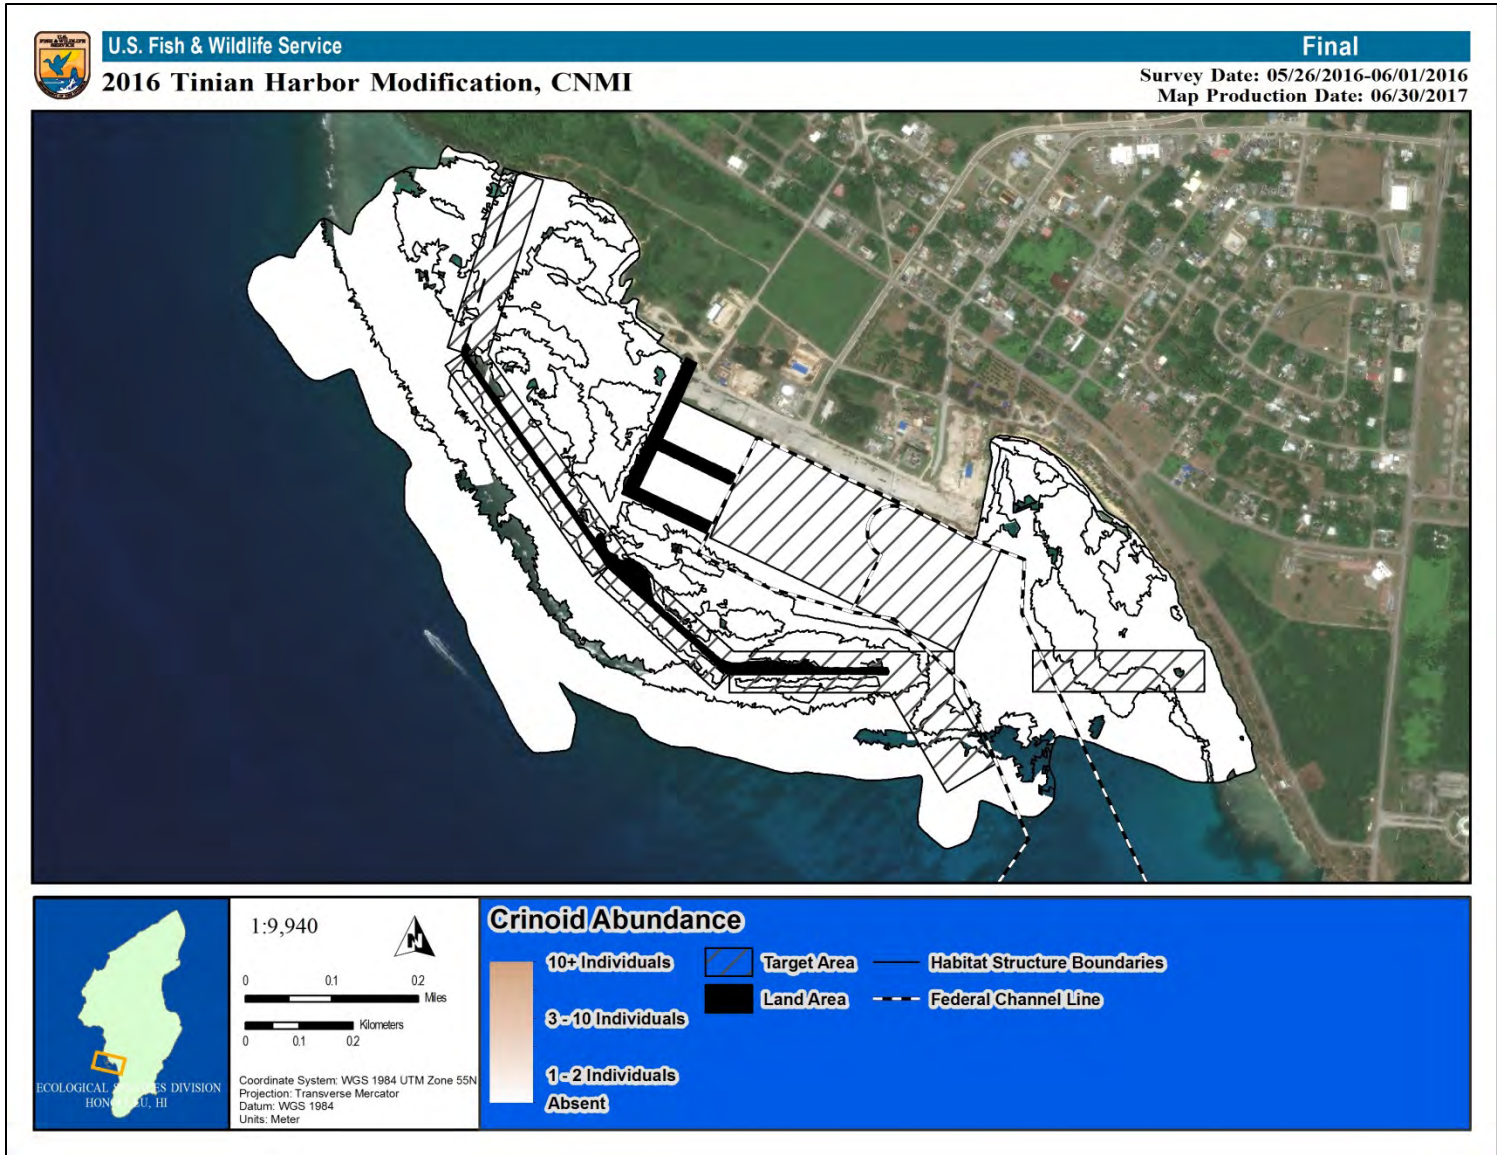 U.S.
FISH & WILDLIFE
SERVICE
U.S. Fish & Wildlife Service
Final
2016 Tinian Harbor Modification, CNMI
Survey Date: 05/26/2016-06/01/2016
Map Production Date: 06/30/2017
ECOLOGICAL
DIVISION
HI
1:9,940
N
0 0.1 0.2
Miles
Kilometers
0 0.1 0.2
Coordinate System: WGS 1984 UTM Zone 55N
Projection: Transverse Mercator
Datum: WGS 1984
Units: Meter
Crinoid Abundance
10+ Individuals
3 - 10 Individuals
1 - 2 Individuals
Absent
Target Area
Land Area
Habitat Structure Boundaries
Federal Channel Line